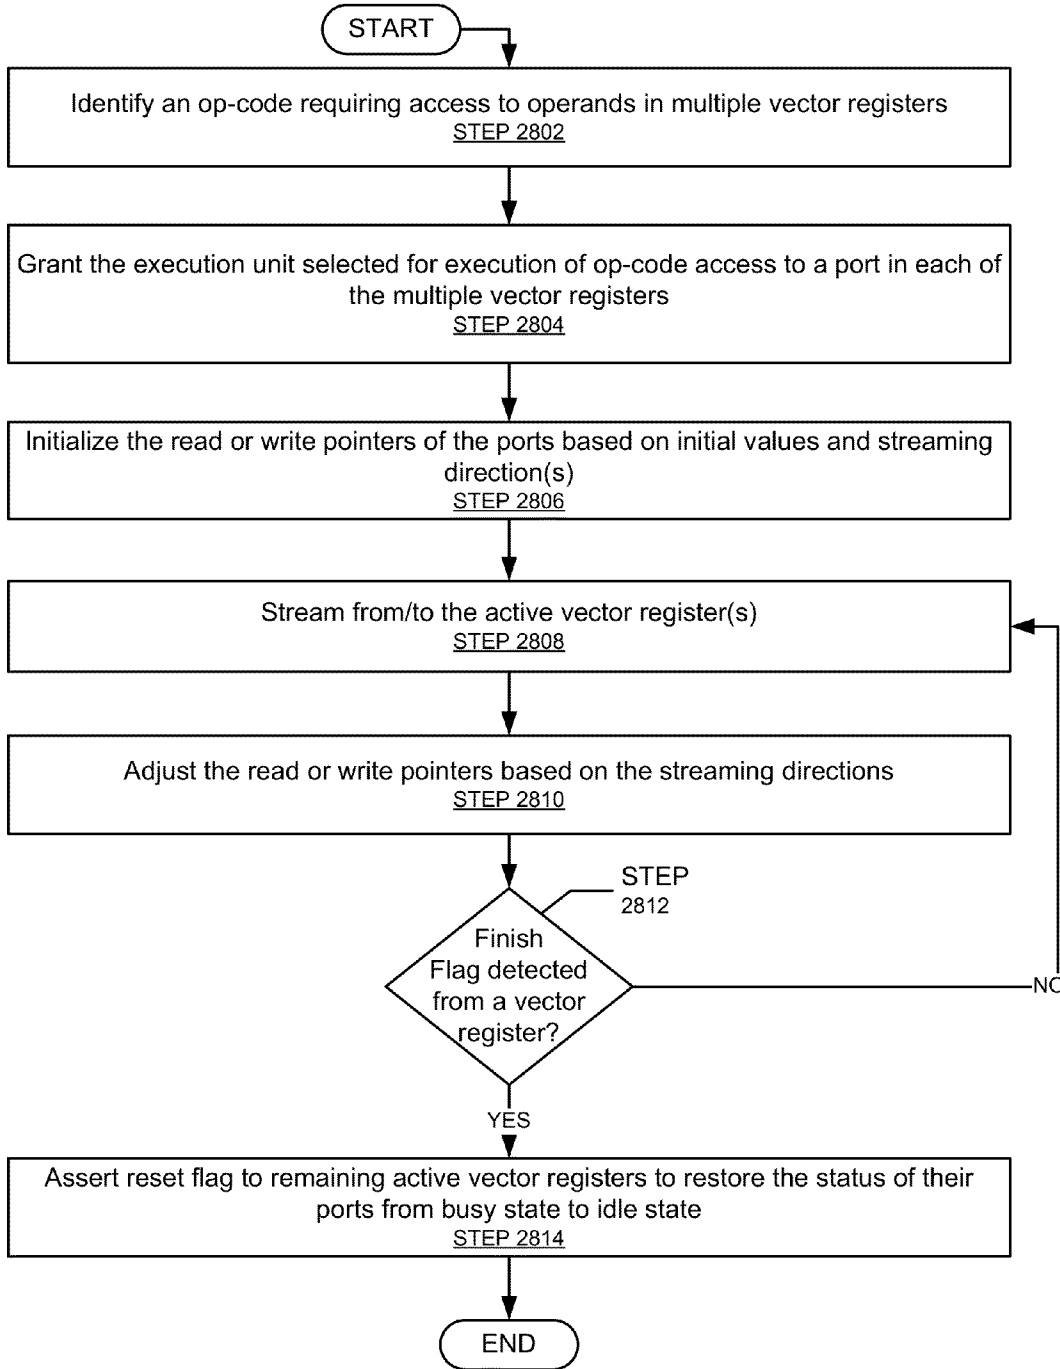 START
Identify an op-code requiring access to operands in multiple vector registers
STEP 2802
Grant the execution unit selected for execution of op-code access to a port in each of
the multiple vector registers
STEP 2804
Initialize the read or write pointers of the ports based on initial values and streaming
direction(s)
STEP 2806
Stream from/to the active vector register(s)
STEP 2808
Adjust the read or write pointers based on the streaming directions
STEP 2810
STEP
2812
Finish
Flag detected
from a vector
register?
NO
YES
Assert reset flag to remaining active vector registers to restore the status of their
ports from busy state to idle state
STEP 2814
END